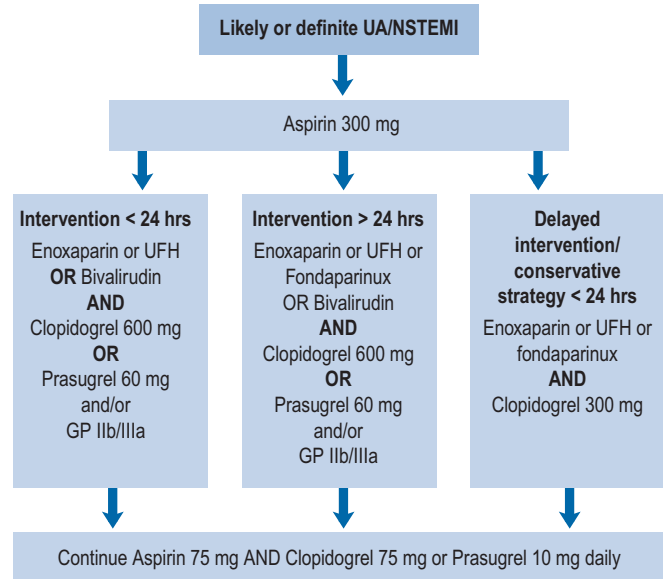 Likely or definite UA/NSTEMI
Aspirin 300 mg
Intervention < 24 hrs
Enoxaparin or UFH
OR Bivalirudin
AND
Clopidogrel 600 mg
OR
Prasugrel 60 mg
and/or
GP IIb/IIIa
Intervention > 24 hrs
Enoxaparin or UFH or
Fondaparinux
OR Bivalirudin
AND
Clopidogrel 600 mg
OR
Prasugrel 60 mg
and/or
GP IIb/IIIa
Delayed
intervention/
conservative
strategy < 24 hrs
Enoxaparin or UFH or
fondaparinux
AND
Clopidogrel 300 mg
Continue Aspirin 75 mg AND Clopidogrel 75 mg or Prasugrel 10 mg daily